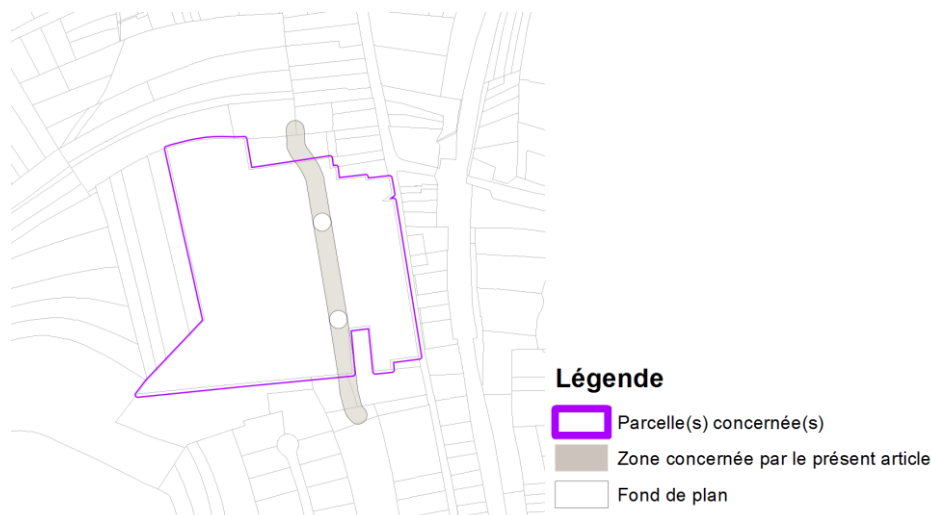 Légende
Parcelle(s) concernée(s)
Zone concernée par le présent article
Fond de plan